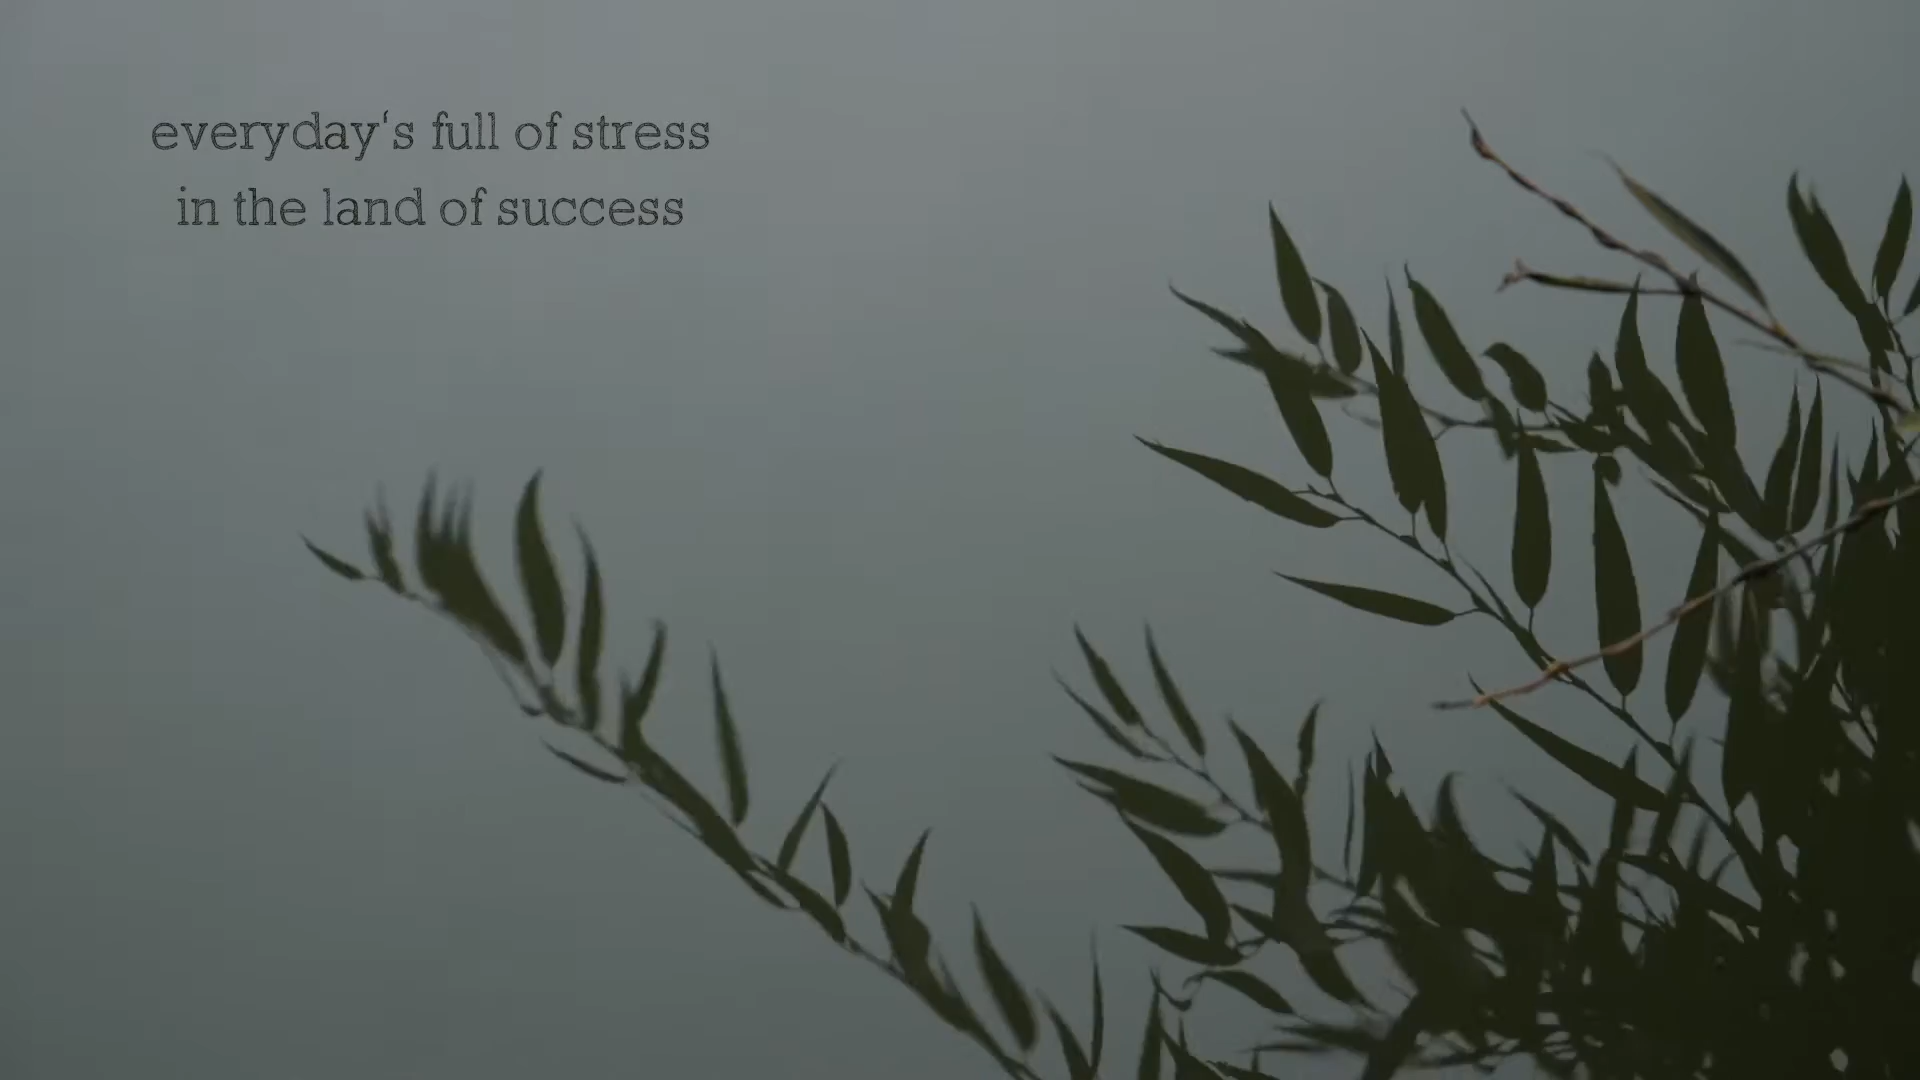 everyday‘s full of stress
in the land of success